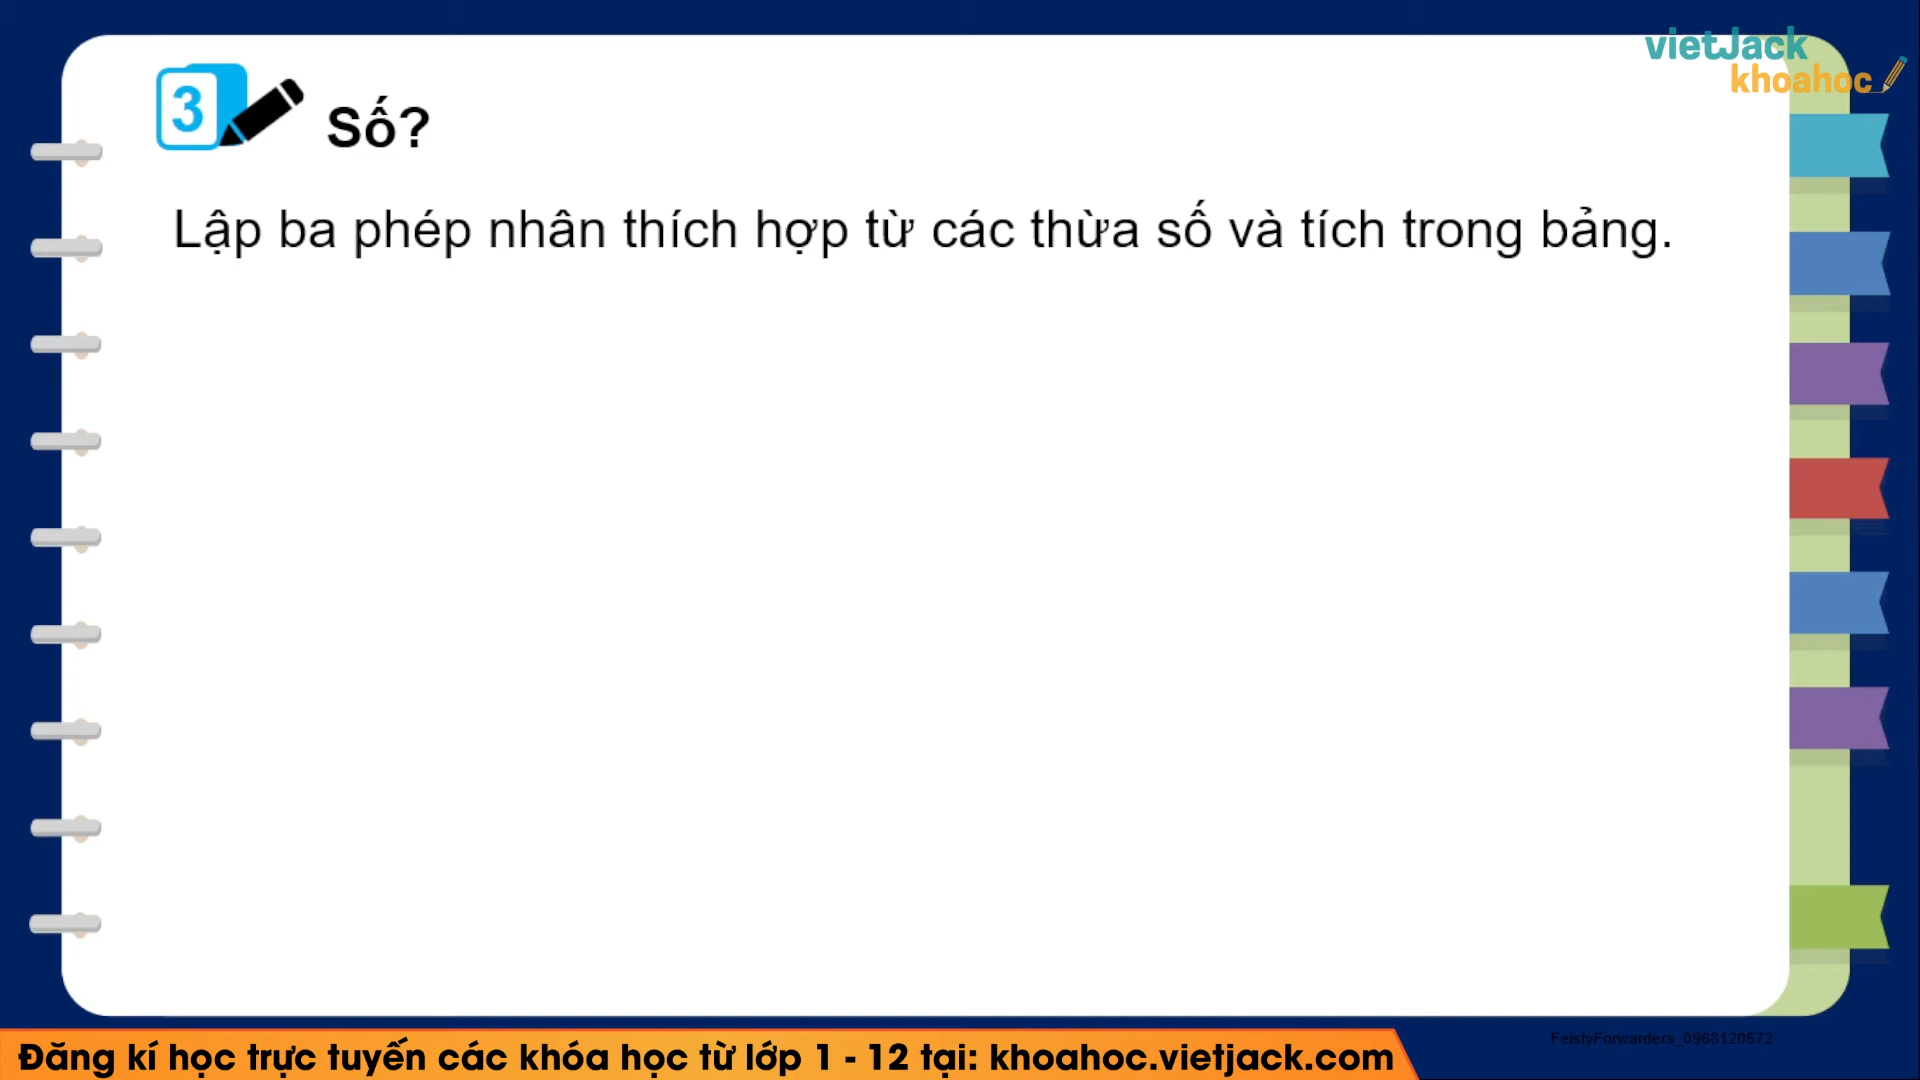 vietJack
khoahoc
3
Số?
Lập ba phép nhân thích hợp từ các thừa số và tích trong bảng.
FeistyForwarders_0968120672
Đăng kí học trực tuyến các khóa học từ lớp 1 - 12 tại: khoahoc.vietjack.com